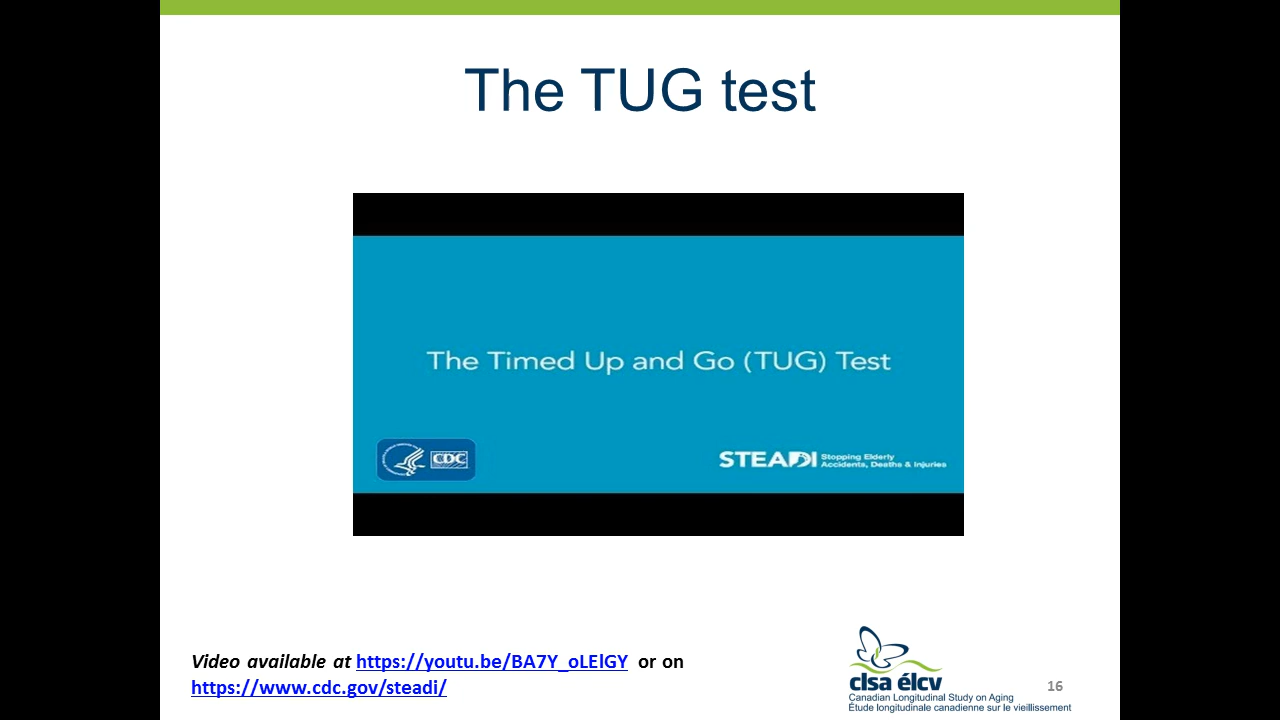 The TUG test
The Timed Up and Go (TUG) Test
CDC
STEADI Stopping Elderly
Accidents, Deaths & Injuries
Video available at https://youtu.be/BA7Y_oLElGY or on
https://www.cdc.gov/steadi/
clsa élcv
Canadian Longitudinal Study on Aging
Étude longitudinale canadienne sur le vieillissement
16